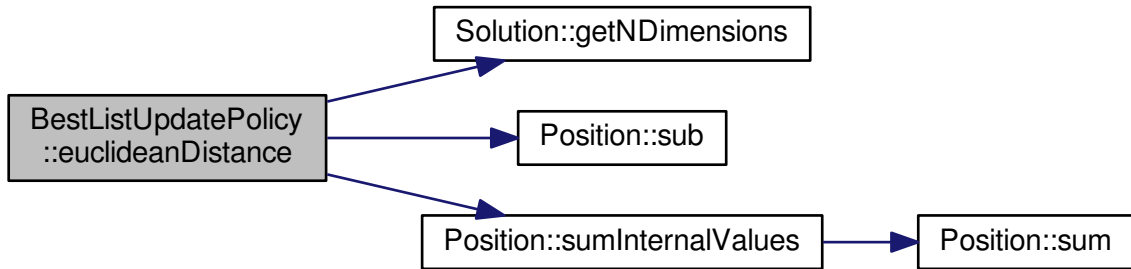 Solution::getNDimensions
BestListUpdatePolicy
::euclideanDistance
Position::sub
Position::sumInternalValues
Position::sum